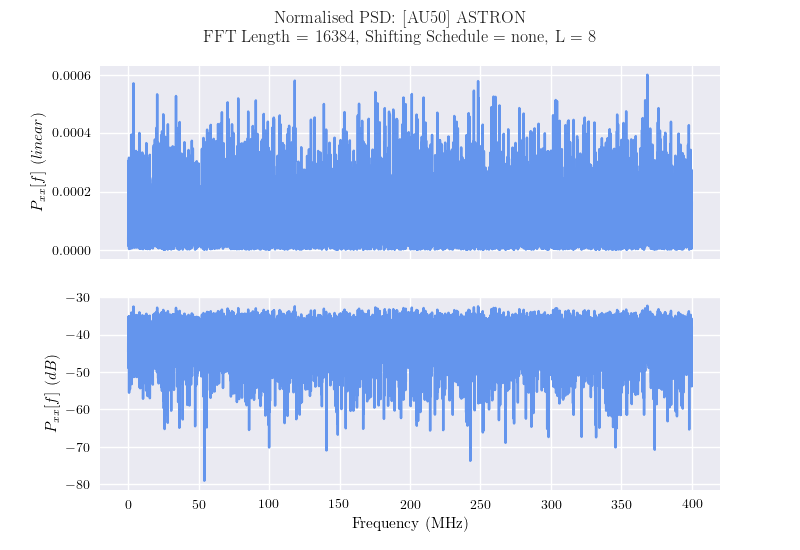 Normalised PSD: [AU50] ASTRON
FFT Length = 16384, Shifting Schedule = none, L = 8
0.0006
0.0004
0.0002
0.0000
P_xx[f] (linear)
−30
−40
−50
−60
−70
−80
P_xx[f] (dB)
0 50 100 150 200 250 300 350 400
Frequency (MHz)